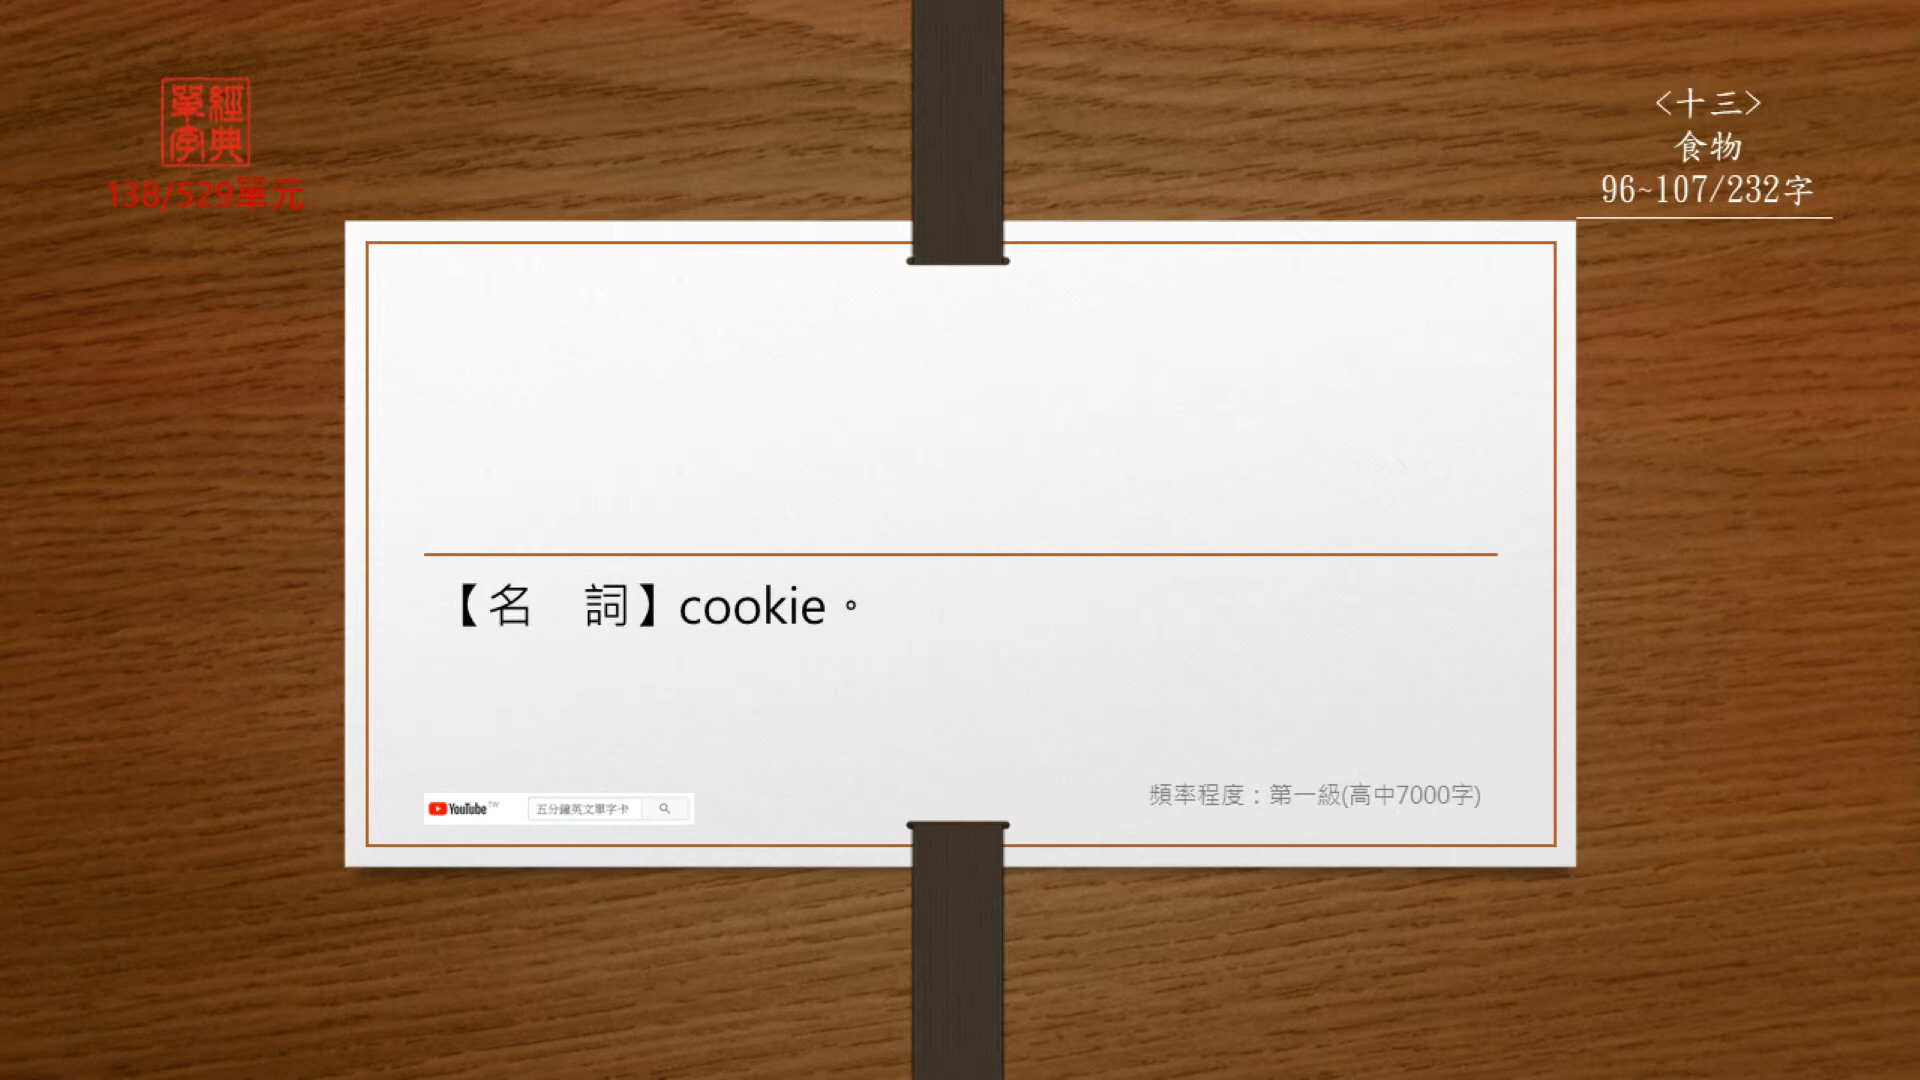 經典單字
138/529單元
<十三>
食物
96~107/232字
【名　詞】cookie。
YouTube TW
五分鐘英文單字卡
頻率程度：第一級(高中7000字)